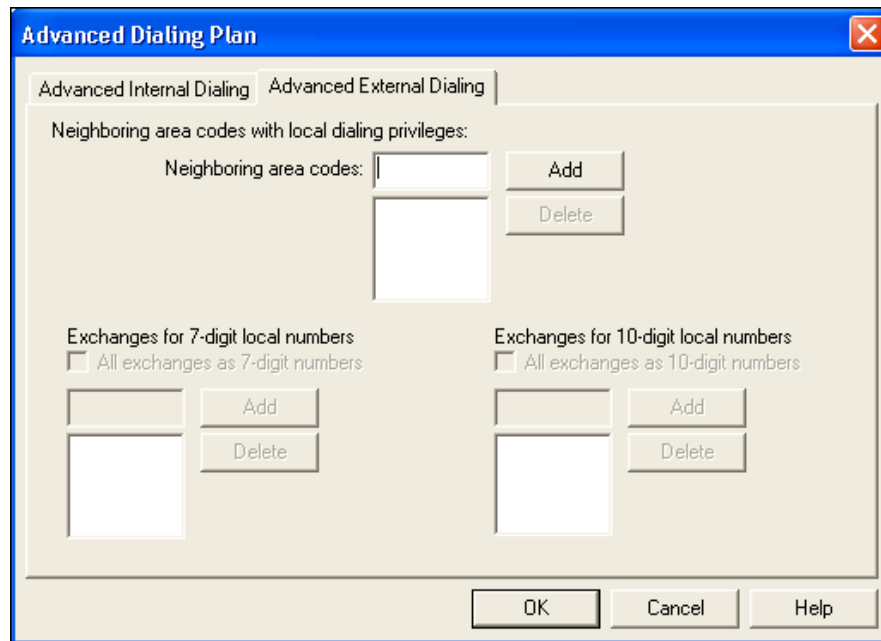 Advanced Dialing Plan
Advanced Internal Dialing
Advanced External Dialing
Neighboring area codes with local dialing privileges:
Neighboring area codes:
Add
Delete
Exchanges for 7-digit local numbers
All exchanges as 7-digit numbers
Add
Delete
Exchanges for 10-digit local numbers
All exchanges as 10-digit numbers
Add
Delete
OK
Cancel
Help